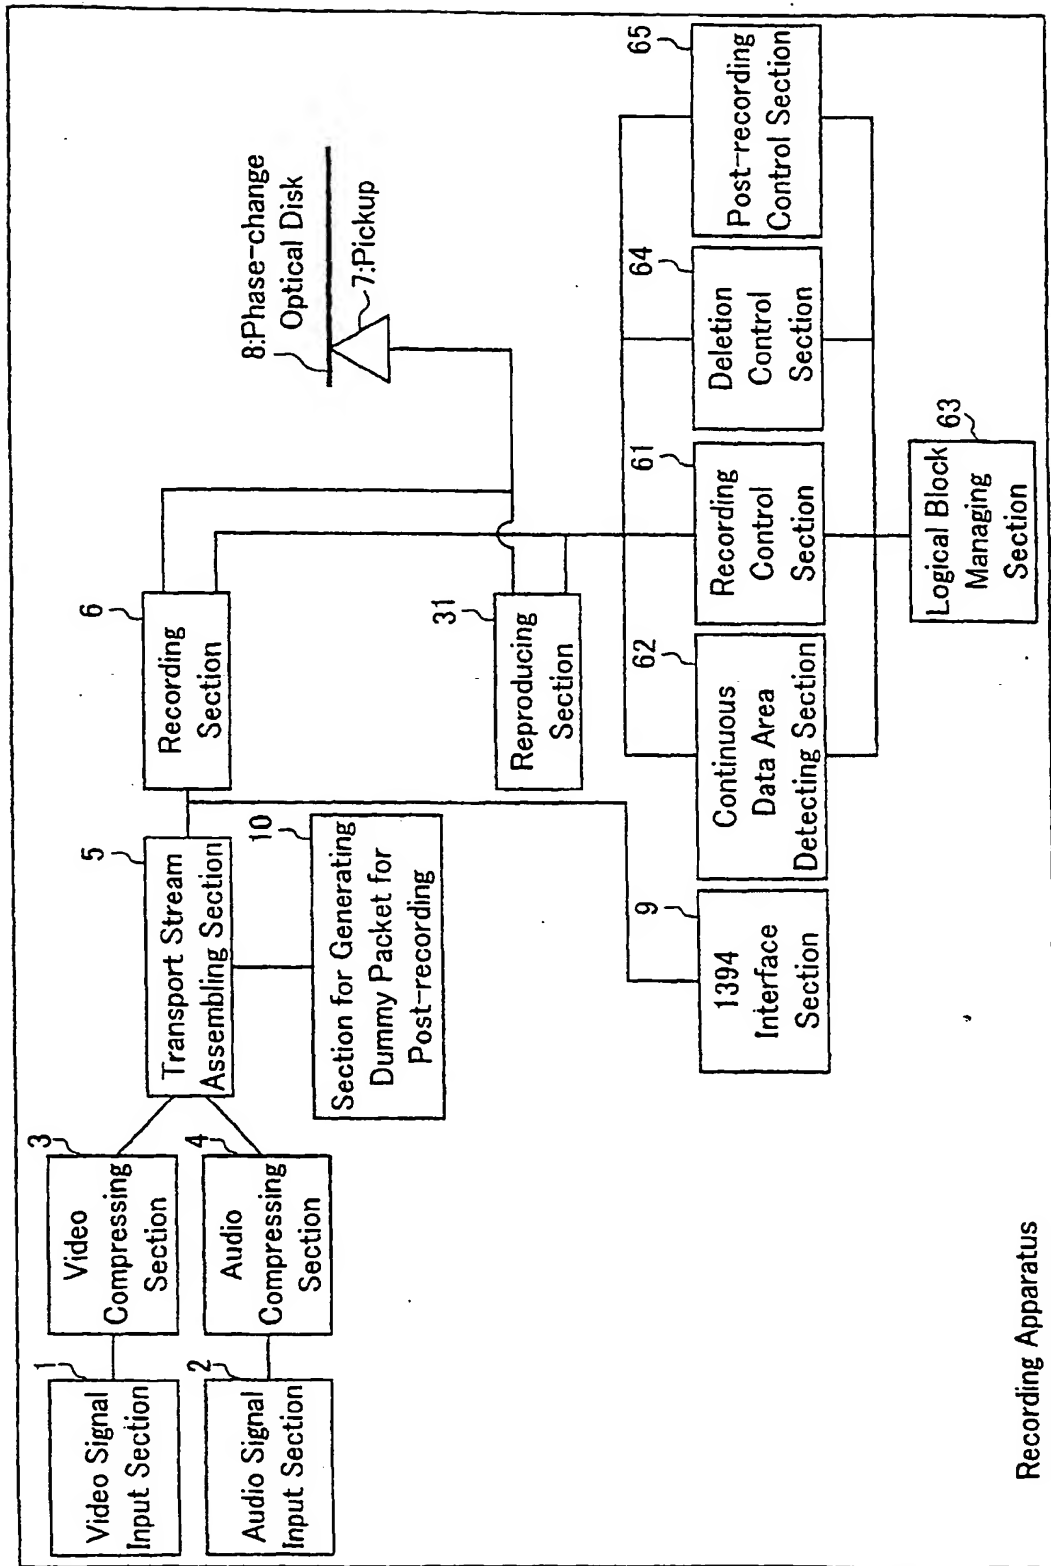 1
Video Signal
Input Section
2
Audio Signal
Input Section
3
Video
Compressing
Section
4
Audio
Compressing
Section
5
Transport Stream
Assembling Section
10
Section for Generating
Dummy Packet for
Post-recording
6
Recording
Section
31
Reproducing
Section
8:Phase-change
Optical Disk
7:Pickup
9
1394
Interface
Section
62
Continuous
Data Area
Detecting Section
61
Recording
Control
Section
64
Deletion
Control
Section
65
Post-recording
Control Section
63
Logical Block
Managing
Section
Recording Apparatus